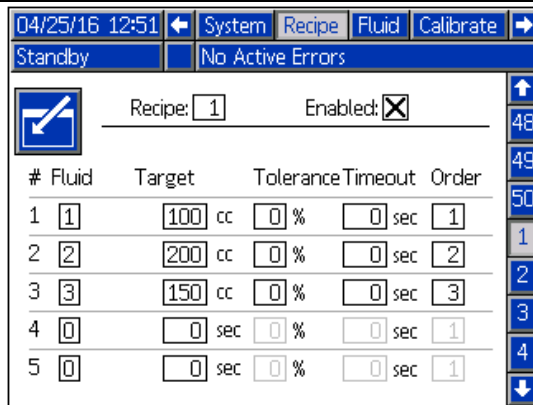 04/25/16 12:51 System Recipe Fluid Calibrate
Standby No Active Errors
Recipe: 1 Enabled:
# Fluid Target Tolerance Timeout Order
1 1 100 cc 0 % 0 sec 1
2 2 200 cc 0 % 0 sec 2
3 3 150 cc 0 % 0 sec 3
4 0 0 sec 0 % 0 sec 1
5 0 0 sec 0 % 0 sec 1
48
49
50
1
2
3
4